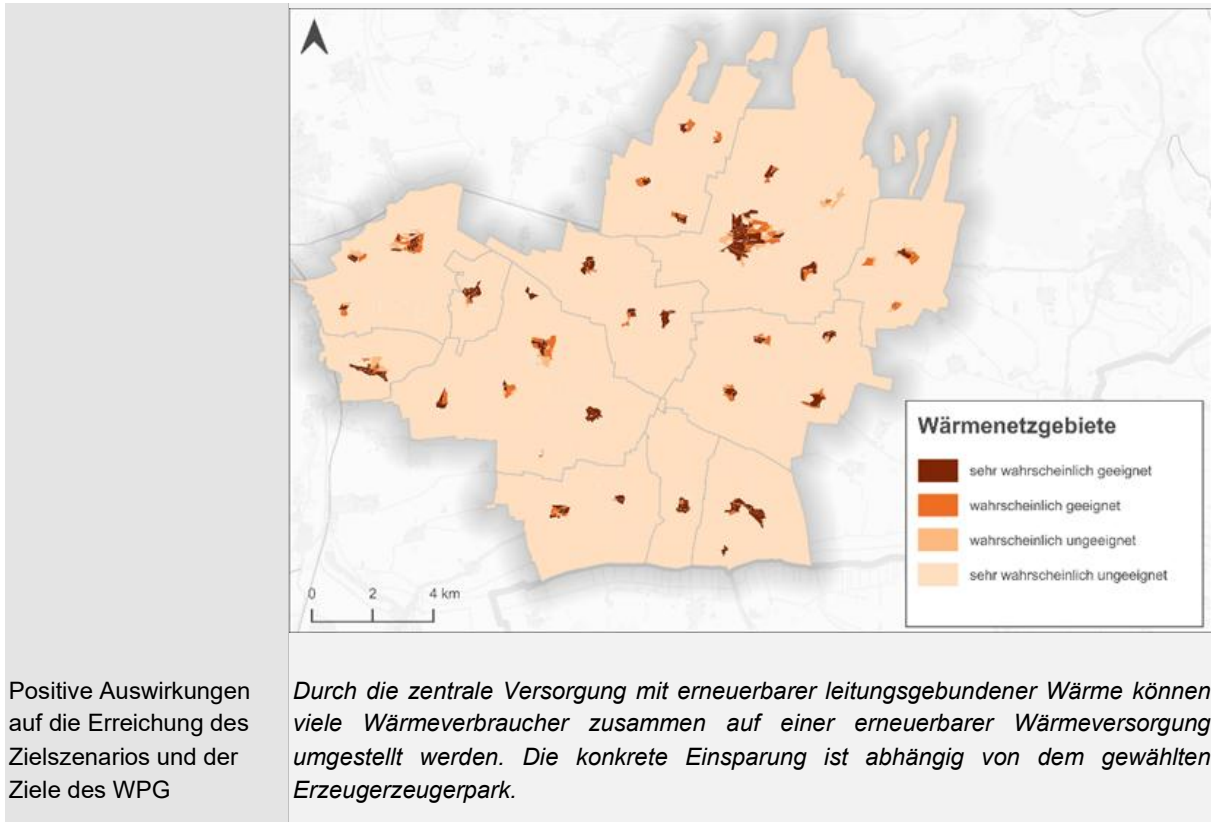 0 2 4 km
Wärmenetzgebiete
sehr wahrscheinlich geeignet
wahrscheinlich geeignet
wahrscheinlich ungeeignet
sehr wahrscheinlich ungeeignet
Positive Auswirkungen
auf die Erreichung des
Zielszenarios und der
Ziele des WPG
Durch die zentrale Versorgung mit erneuerbarer leitungsgebundener Wärme können
viele Wärmeverbraucher zusammen auf einer erneuerbarer Wärmeversorgung
umgestellt werden. Die konkrete Einsparung ist abhängig von dem gewählten
Erzeugerzeugerpark.